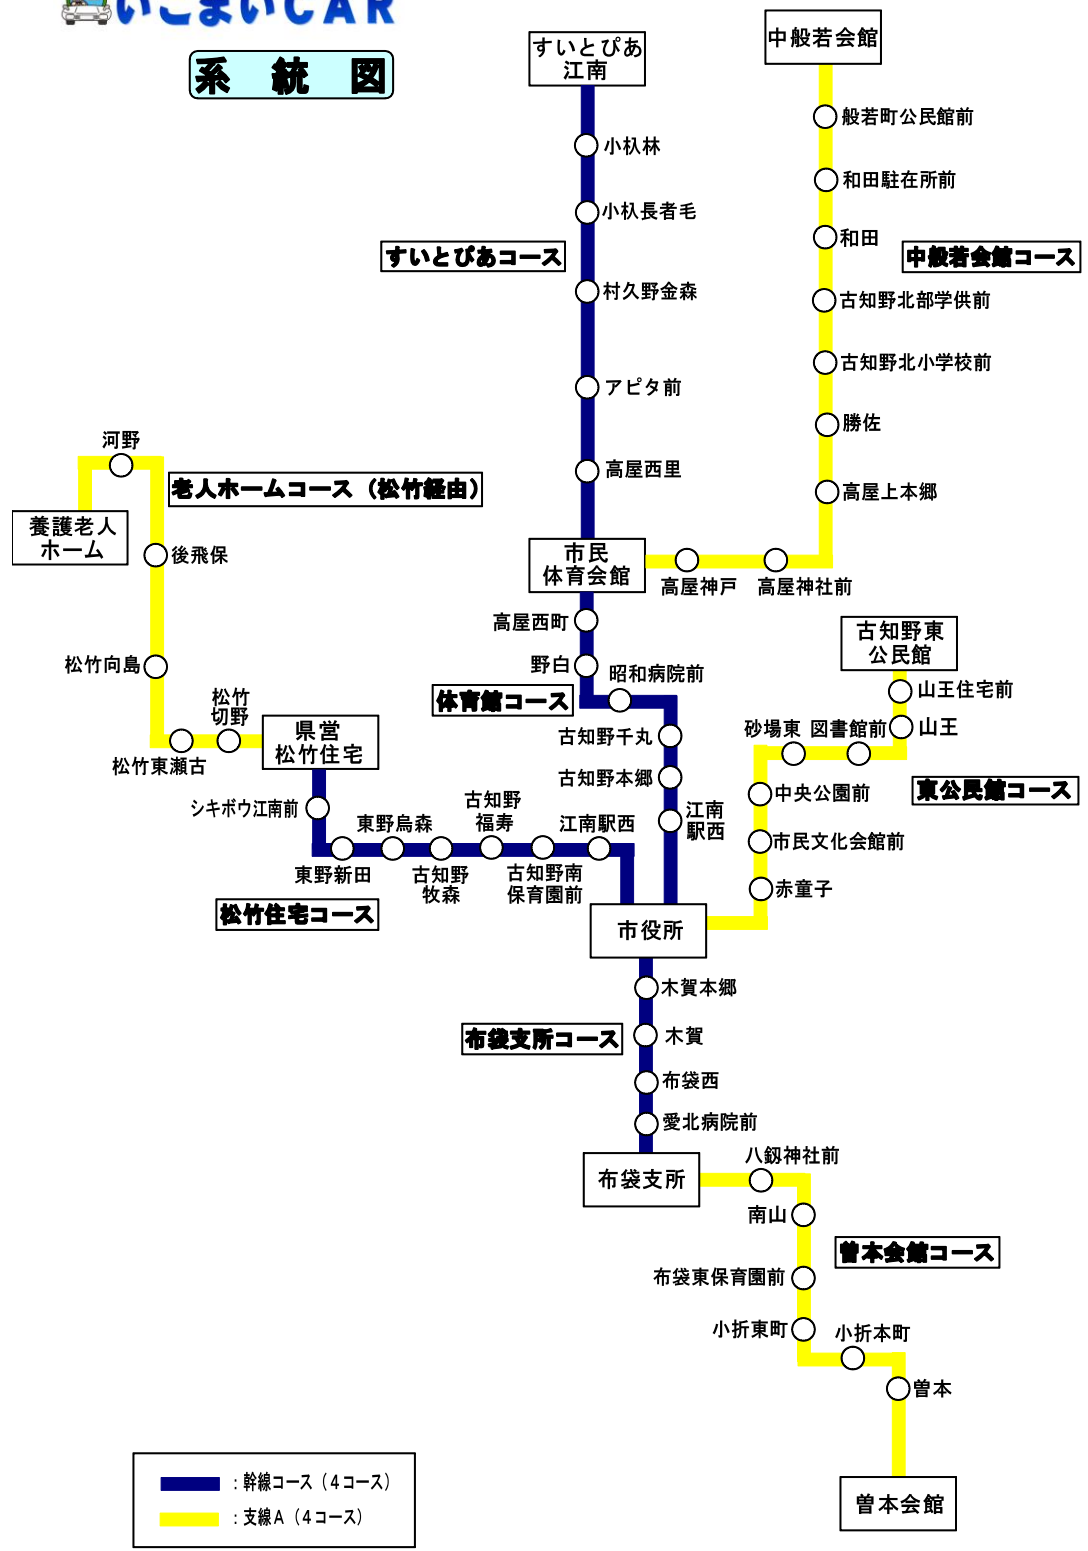 いこまいCAR
系統図
すいとぴあ
江南
小杁林
小杁長者毛
すいとぴあコース
村久野金森
アピタ前
高屋西里
中般若会館
般若町公民館前
和田駐在所前
和田
中般若会館コース
古知野北部学供前
古知野北小学校前
勝佐
高屋上本郷
高屋神社前
高屋神戸
市民
体育会館
河野
老人ホームコース（松竹経由）
養護老人
ホーム
後飛保
松竹向島
松竹
切野
松竹東瀬古
県営
松竹住宅
高屋西町
野白
昭和病院前
体育館コース
古知野千丸
古知野本郷
江南
駅西
古知野東
公民館
山王住宅前
山王
図書館前
砂場東
東公民館コース
中央公園前
市民文化会館前
赤童子
シキボウ江南前
東野新田
東野鳥森
古知野
牧森
古知野
福寿
古知野南
保育園前
江南駅西
松竹住宅コース
市役所
木賀本郷
木賀
布袋支所コース
布袋西
愛北病院前
布袋支所
八剱神社前
南山
曽本会館コース
布袋東保育園前
小折東町
小折本町
曽本
曽本会館
：幹線コース（４コース）
：支線Ａ（４コース）